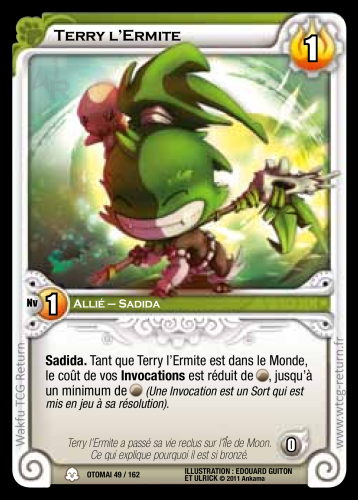 TERRY L'ERMITE
1
Nv 1 ALLIÉ – SADIDA
Sadida. Tant que Terry l'Ermite est dans le Monde,
le coût de vos Invocations est réduit de , jusqu'à
un minimum de (Une Invocation est un Sort qui est
mis en jeu à sa résolution).
Terry l'Ermite a passé sa vie reclus sur l'Île de Moon.
Ce qui explique pourquoi il est si bronzé.
0
OTOMAI 49 / 162
ILLUSTRATION : EDOUARD GUITON
ET ULRICK © 2011 Ankama
Wakfu TCG Return
www.wtcg-return.fr